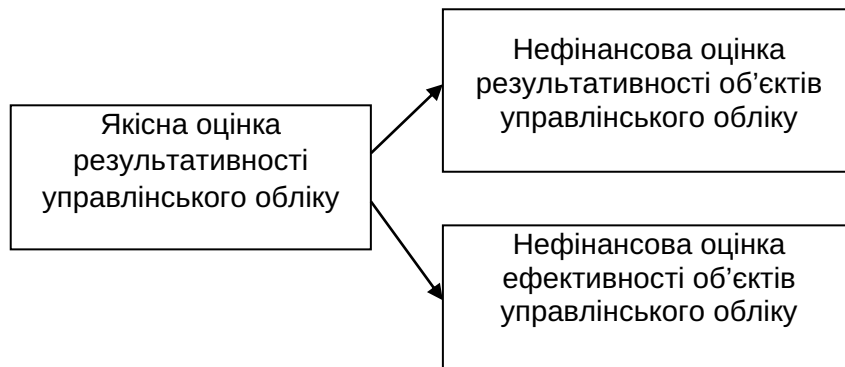 Якісна оцінка
результативності
управлінського обліку
Нефінансова оцінка
результативності об’єктів
управлінського обліку
Нефінансова оцінка
ефективності об’єктів
управлінського обліку